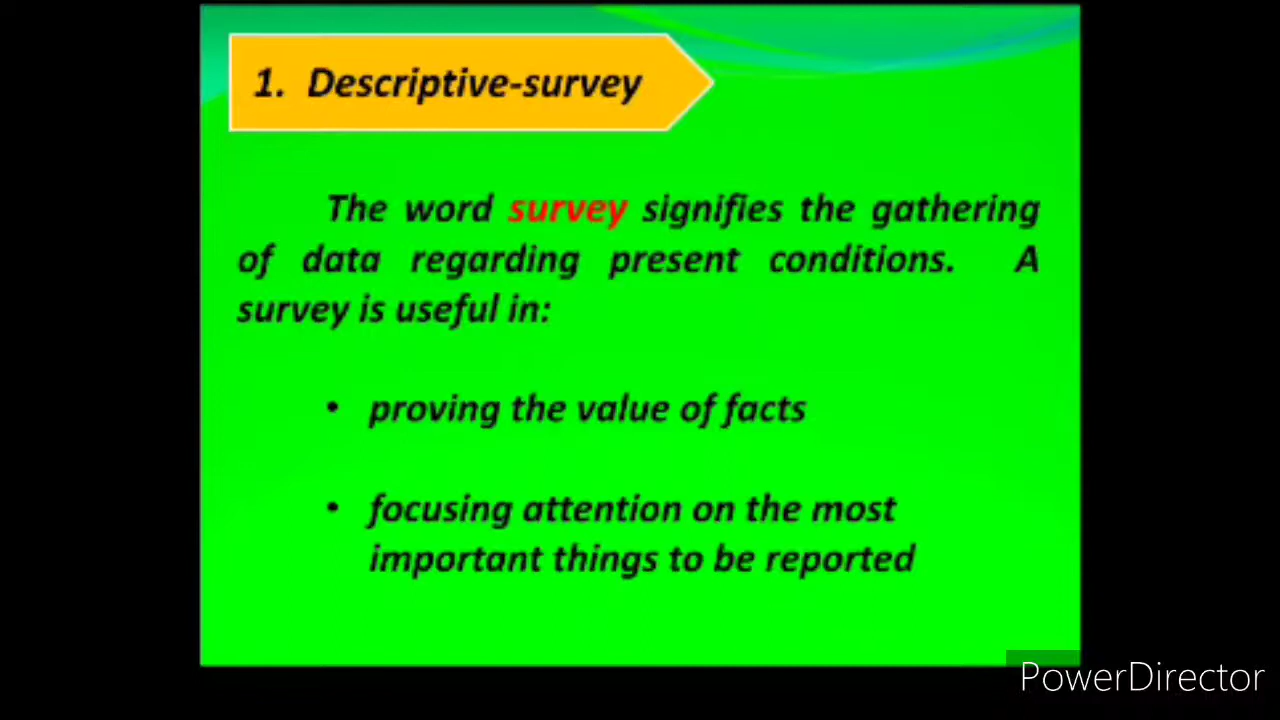 1. Descriptive-survey
The word survey signifies the gathering
of data regarding present conditions. A
survey is useful in:
• proving the value of facts
• focusing attention on the most
important things to be reported
PowerDirector